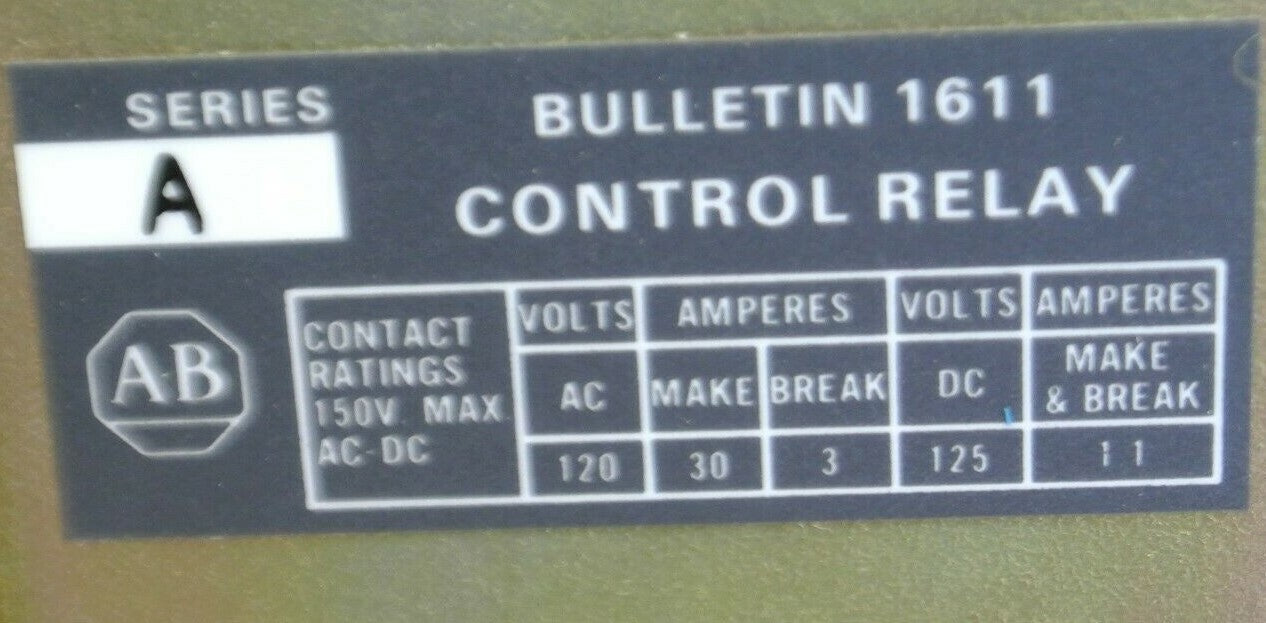 SERIES
A
BULLETIN 1611
CONTROL RELAY
A-B
CONTACT
RATINGS
150V. MAX
AC-DC
VOLTS AMPERES VOLTS AMPERES
AC MAKE BREAK DC MAKE
& BREAK
120 30 3 125 1 1